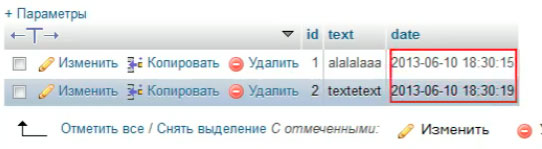 + Параметры
←T→ id text date
Изменить Копировать Удалить 1 alalalaaa 2013-06-10 18:30:15
Изменить Копировать Удалить 2 textetext 2013-06-10 18:30:19
Отметить все / Снять выделение С отмеченными: Изменить